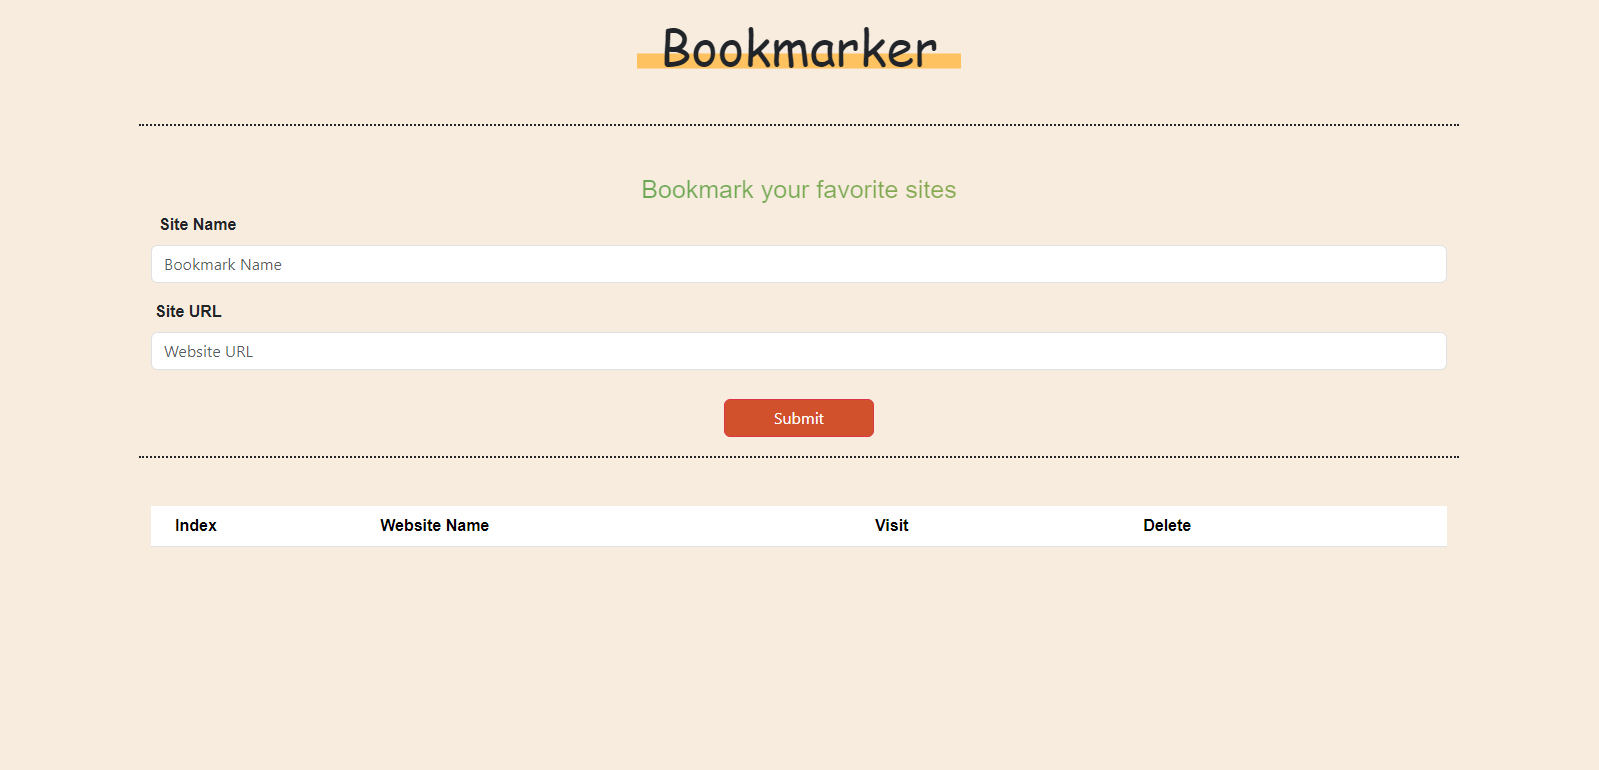 Bookmarker
Bookmark your favorite sites
Site Name
Bookmark Name
Site URL
Website URL
Submit
Index Website Name Visit Delete